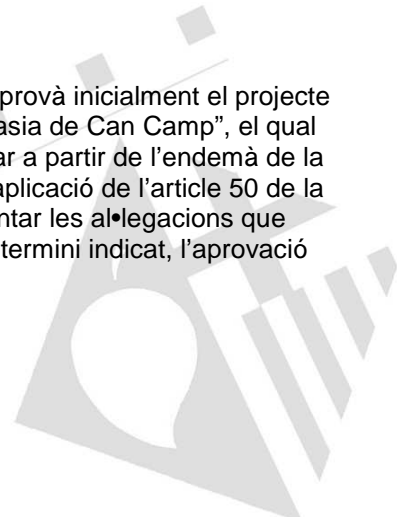 provà inicialment el projecte
asia de Can Camp”, el qual
ar a partir de l’endemà de la
aplicació de l’article 50 de la
ntar les al•legacions que
termini indicat, l’aprovació